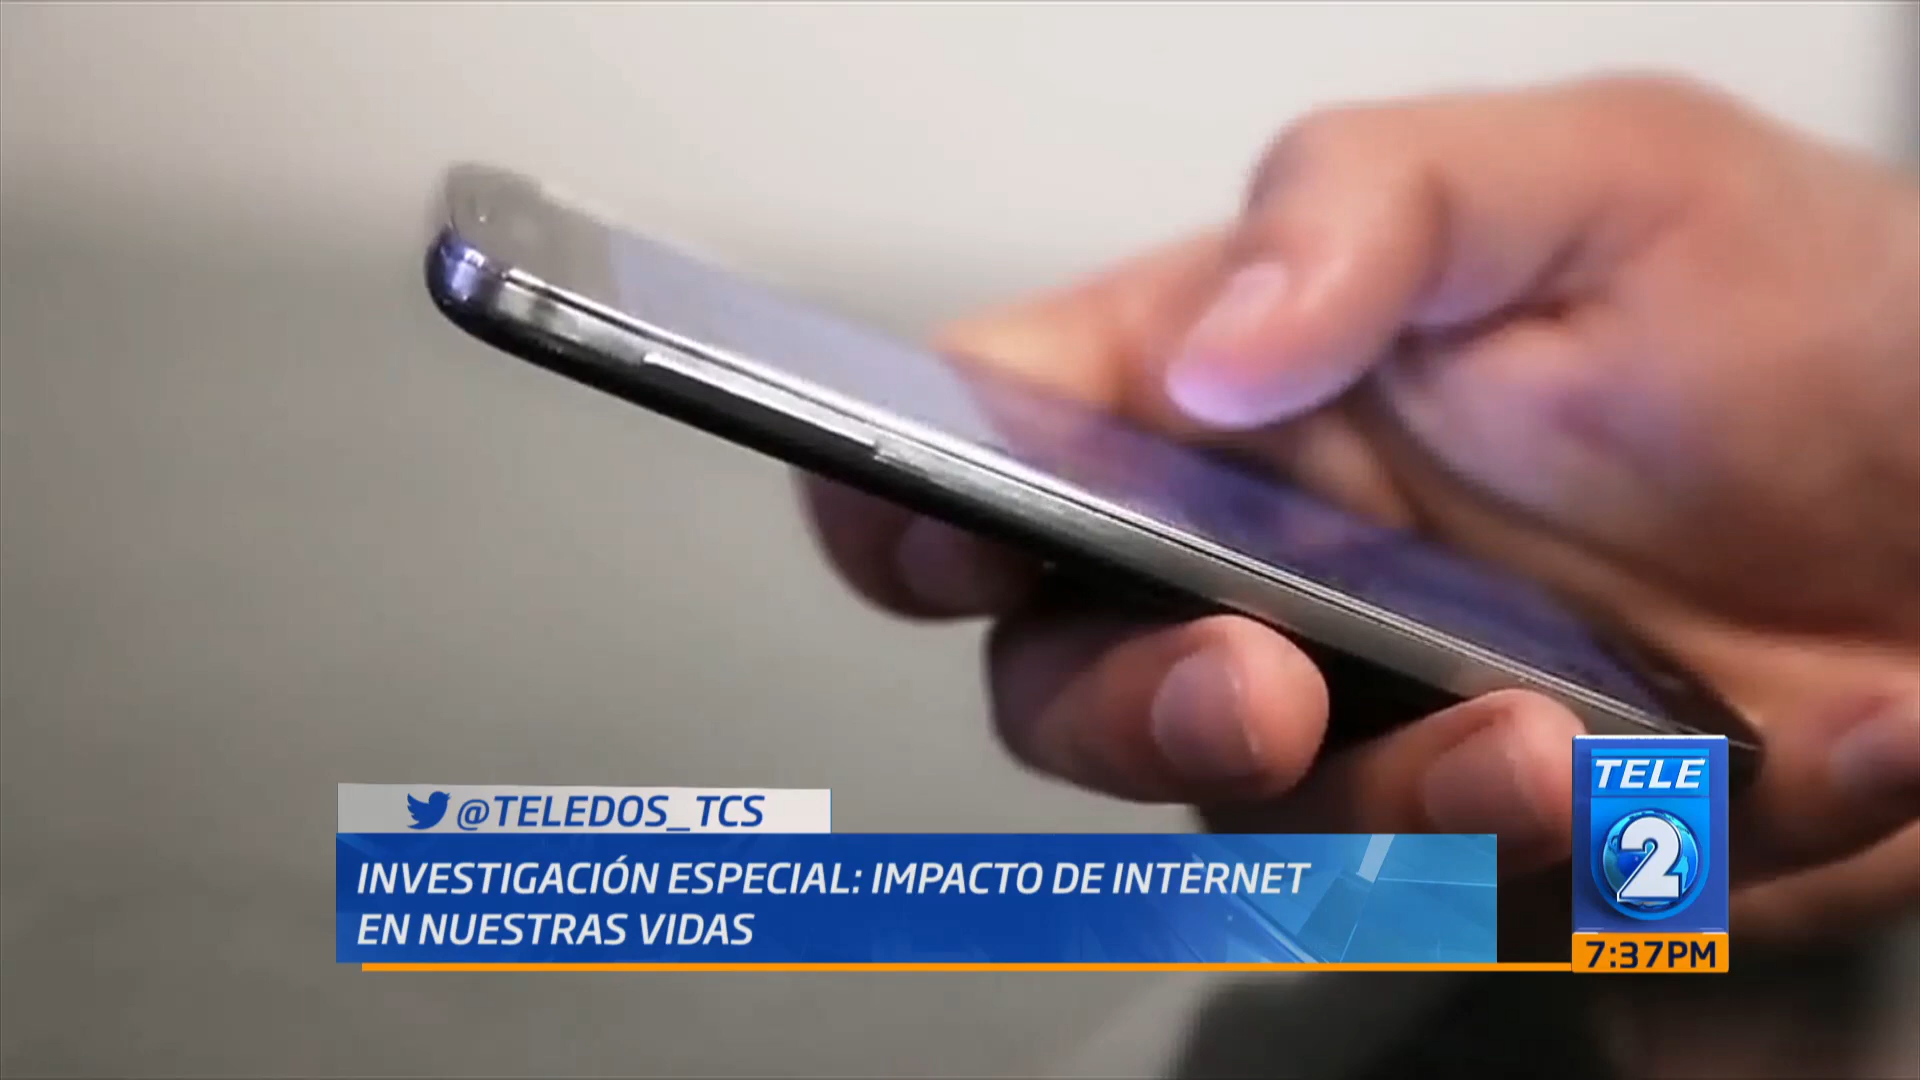 @TELEDOS_TCS
INVESTIGACIÓN ESPECIAL: IMPACTO DE INTERNET
EN NUESTRAS VIDAS
TELE
2
7:37PM